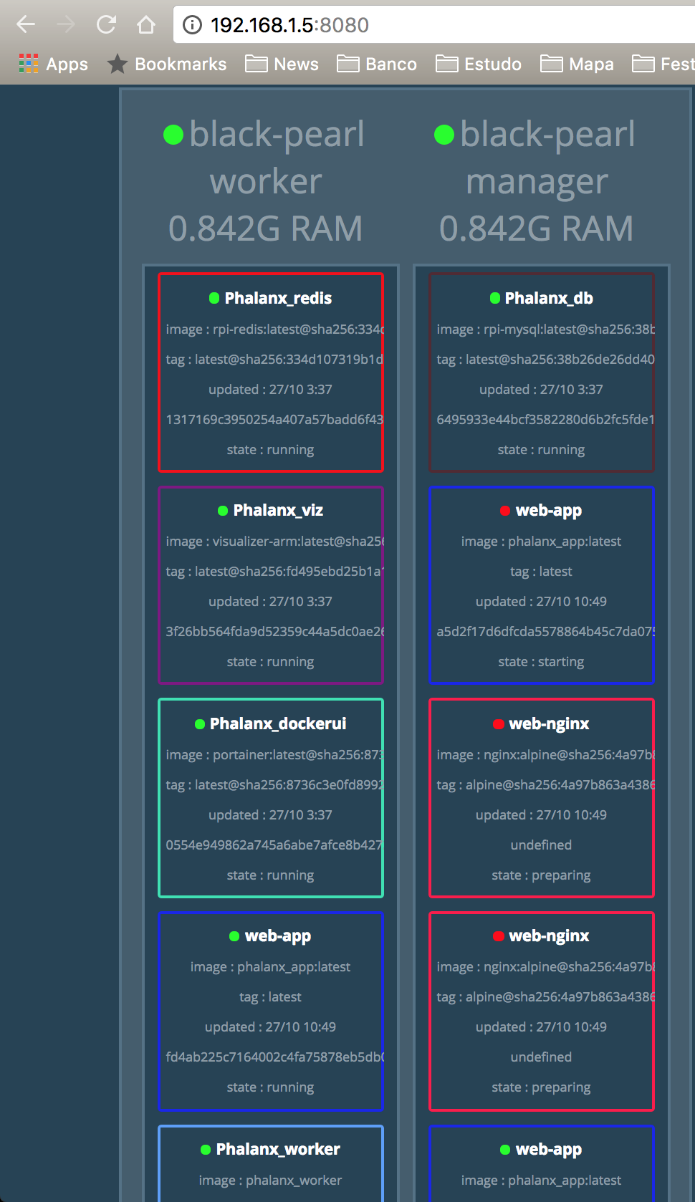 192.168.1.5:8080
Apps Bookmarks News Banco Estudo Mapa Fest
black-pearl
worker
0.842G RAM
Phalanx_redis
image : rpi-redis:latest@sha256:334d
tag : latest@sha256:334d107319b1d
updated : 27/10 3:37
1317169c3950254a407a57badd6f43
state : running
Phalanx_viz
image : visualizer-arm:latest@sha256
tag : latest@sha256:fd495ebd25b1a1
updated : 27/10 3:37
3f26bb564fda9d52359c44a5dc0ae26
state : running
Phalanx_dockerui
image : portainer:latest@sha256:873
tag : latest@sha256:8736c3e0fd8992
updated : 27/10 3:37
0554e949862a745a6abe7afce8b427
state : running
web-app
image : phalanx_app:latest
tag : latest
updated : 27/10 10:49
fd4ab225c7164002c4fa75878eb5db0
state : running
Phalanx_worker
image : phalanx_worker
black-pearl
manager
0.842G RAM
Phalanx_db
image : rpi-mysql:latest@sha256:38b
tag : latest@sha256:38b26de26dd40
updated : 27/10 3:37
6495933e44bcf3582280d6b2fc5fde1
state : running
web-app
image : phalanx_app:latest
tag : latest
updated : 27/10 10:49
a5d2f17d6dfcda5578864b45c7da075
state : starting
web-nginx
image : nginx:alpine@sha256:4a97b8
tag : alpine@sha256:4a97b863a4386
updated : 27/10 10:49
undefined
state : preparing
web-nginx
image : nginx:alpine@sha256:4a97b8
tag : alpine@sha256:4a97b863a4386
updated : 27/10 10:49
undefined
state : preparing
web-app
image : phalanx_app:latest